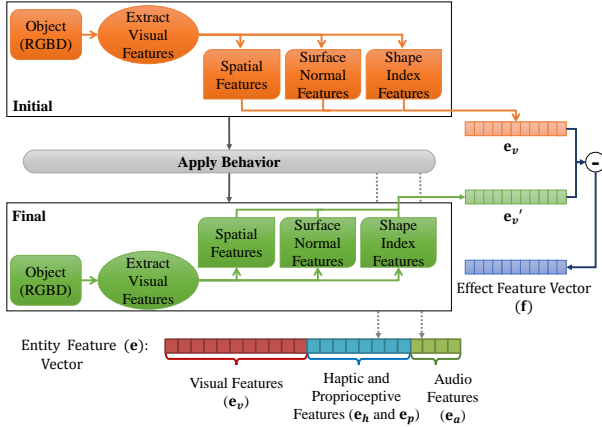 Object
(RGBD)
Extract
Visual
Features
Spatial
Features
Surface
Normal
Features
Shape
Index
Features
Initial
e_v
Apply Behavior
-
Final
Spatial
Features
Surface
Normal
Features
Shape
Index
Features
e_v'
Object
(RGBD)
Extract
Visual
Features
Effect Feature Vector
(f)
Entity Feature (e):
Vector
Visual Features
(e_v)
Haptic and
Proprioceptive
Features (e_h and e_p)
Audio
Features
(e_a)